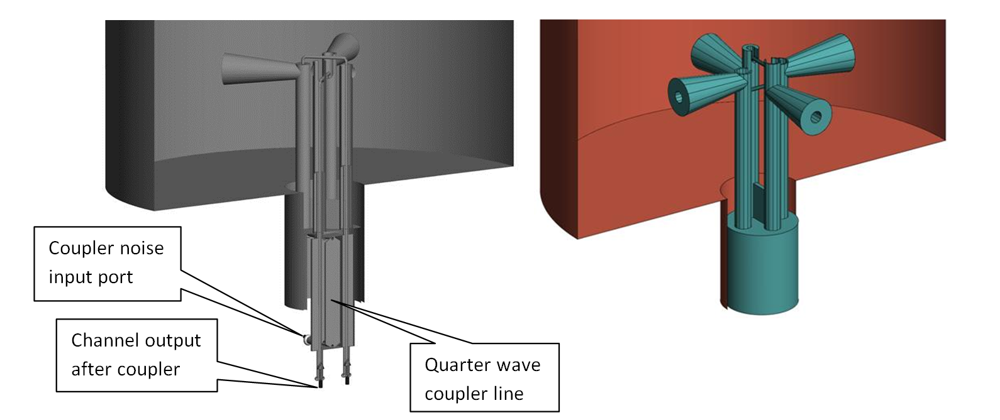 Coupler noise
input port
Channel output
after coupler
Quarter wave
coupler line